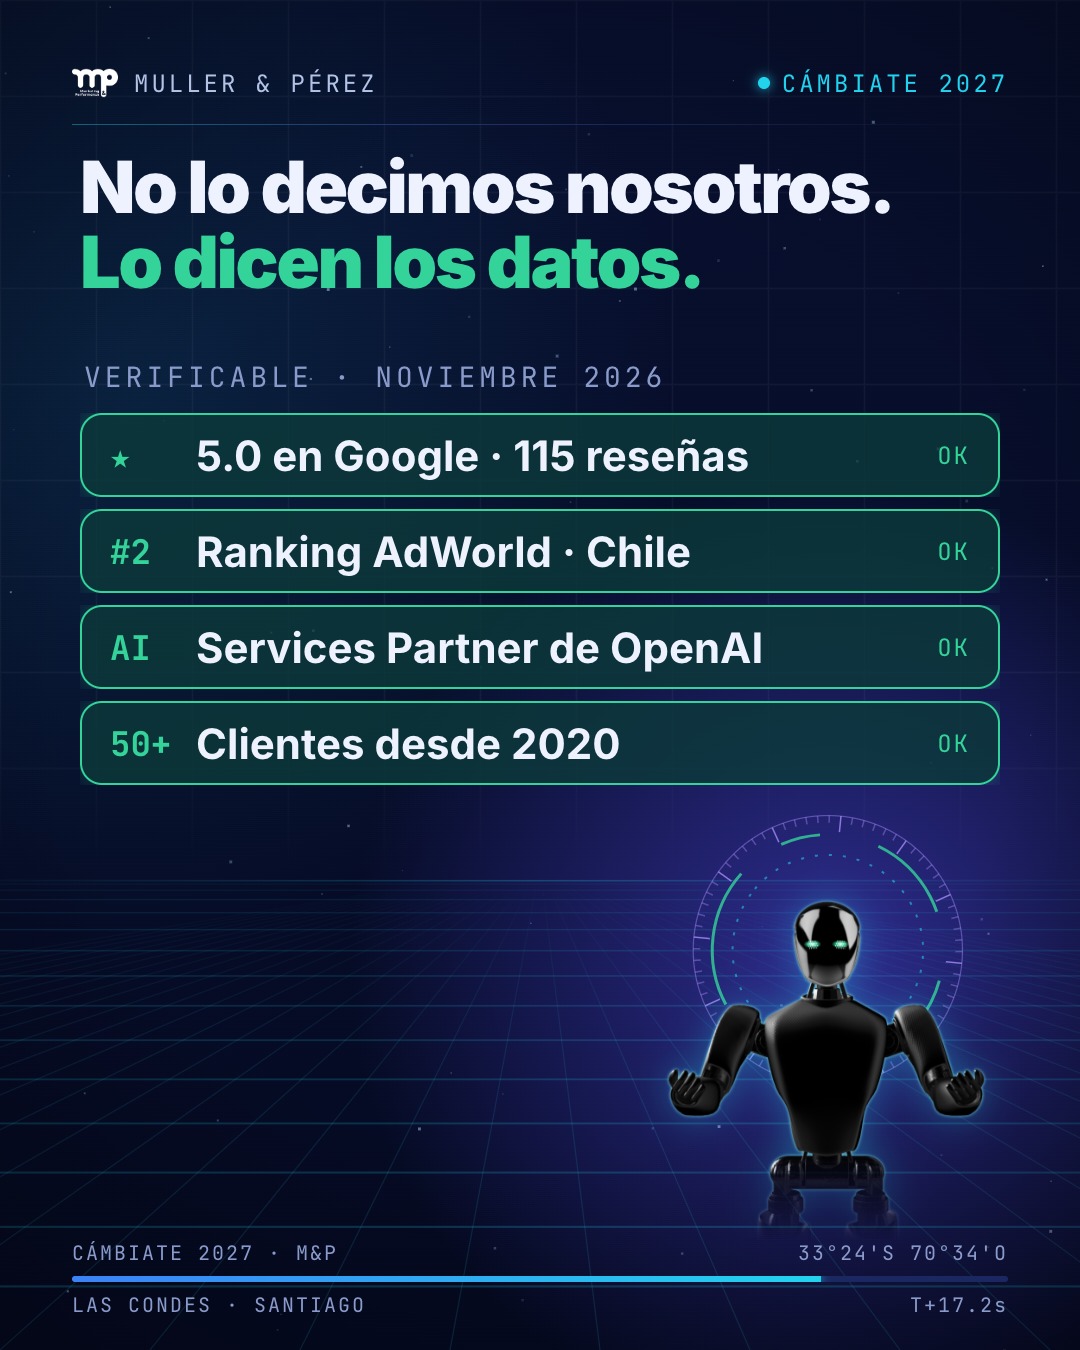 mp MULLER & PÉREZ
CÁMBIATE 2027
No lo decimos nosotros.
Lo dicen los datos.
VERIFICABLE · NOVIEMBRE 2026
★ 5.0 en Google · 115 reseñas OK
#2 Ranking AdWorld · Chile OK
AI Services Partner de OpenAI OK
50+ Clientes desde 2020 OK
CÁMBIATE 2027 · M&P
33°24'S 70°34'O
LAS CONDES · SANTIAGO
T+17.2s